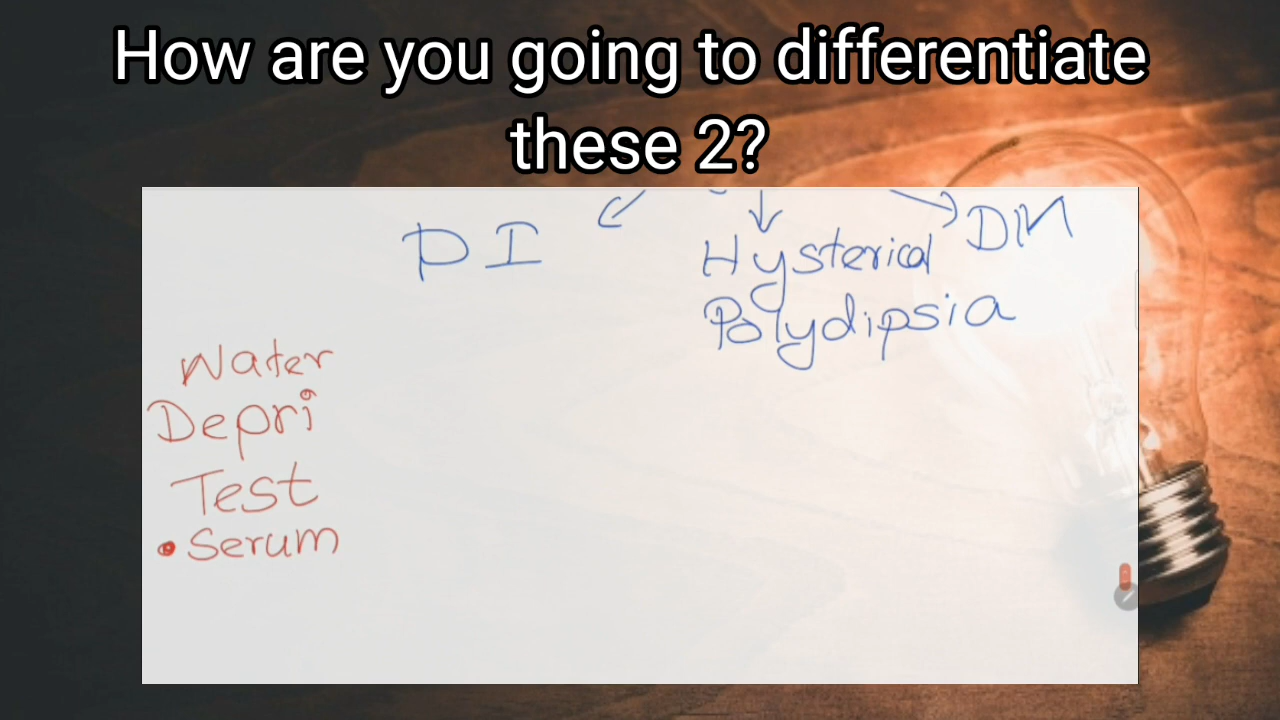 How are you going to differentiate
these 2?
DI
Hysterical
Polydipsia
DM
Water
Depri
Test
• Serum